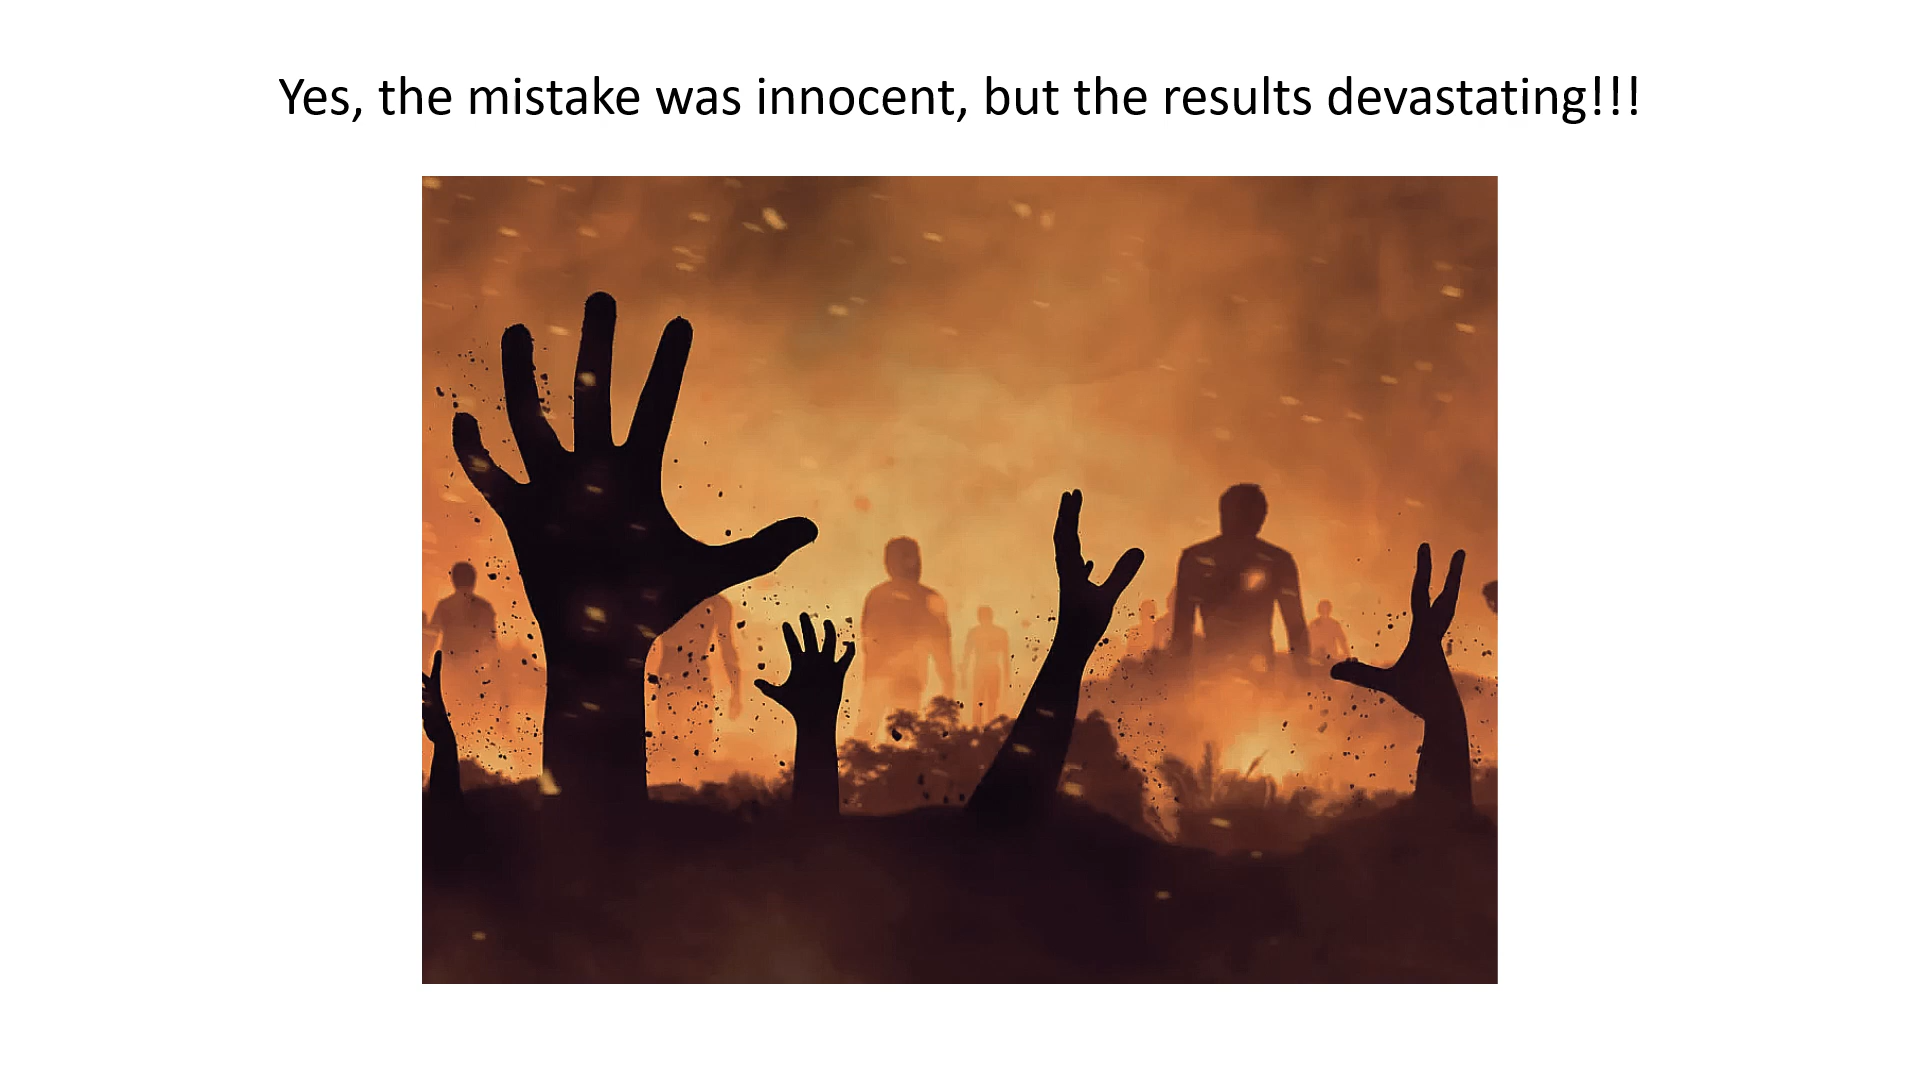 Yes, the mistake was innocent, but the results devastating!!!